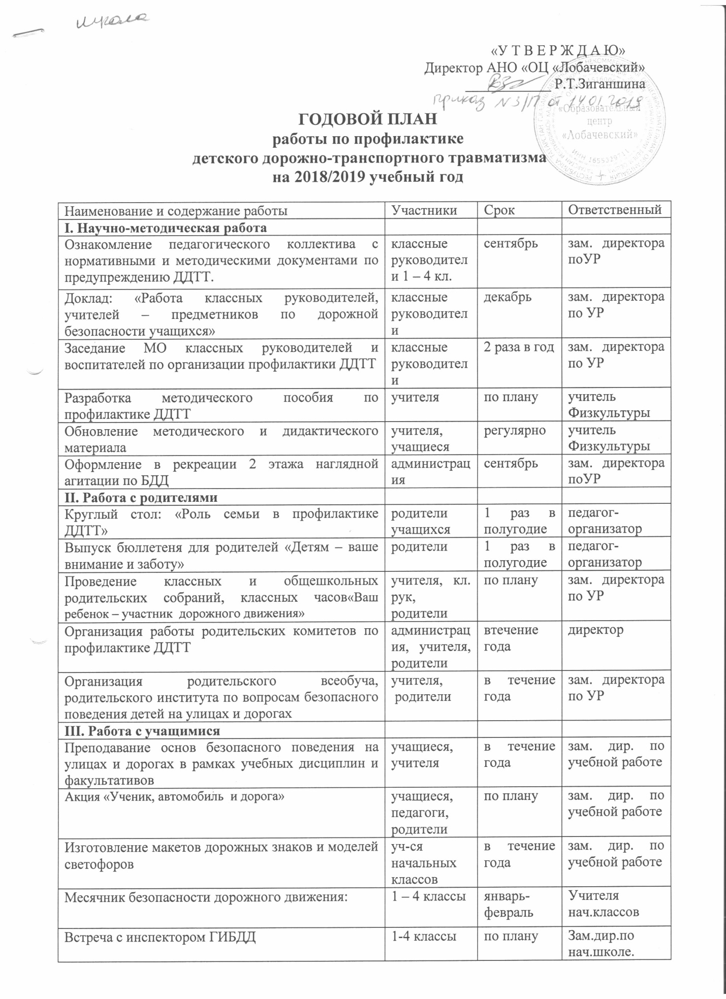 школа
«У Т В Е Р Ж Д А Ю»
Директор АНО «ОЦ «Лобачевский»
Р.Т.Зиганшина
приказ N 3/П от 14.01.2019
«Образовательный
центр
«Лобачевский»
ИНН 1655329711
ГОДОВОЙ ПЛАН
работы по профилактике
детского дорожно-транспортного травматизма
на 2018/2019 учебный год
Наименование и содержание работы Участники Срок Ответственный
I. Научно-методическая работа
Ознакомление педагогического коллектива с классные сентябрь зам. директора
нормативными и методическими документами по руководител поУР
предупреждению ДДТТ. и 1 – 4 кл.
Доклад: «Работа классных руководителей, классные декабрь зам. директора
учителей – предметников по дорожной руководител по УР
безопасности учащихся» и
Заседание МО классных руководителей и классные 2 раза в год зам. директора
воспитателей по организации профилактики ДДТТ руководител по УР
и
Разработка методического пособия по учителя по плану учитель
профилактике ДДТТ Физкультуры
Обновление методического и дидактического учителя, регулярно учитель
материала учащиеся Физкультуры
Оформление в рекреации 2 этажа наглядной администрац сентябрь зам. директора
агитации по БДД ия поУР
II. Работа с родителями
Круглый стол: «Роль семьи в профилактике родители 1 раз в педагог-
ДДТТ» учащихся полугодие организатор
Выпуск бюллетеня для родителей «Детям – ваше родители 1 раз в педагог-
внимание и заботу» полугодие организатор
Проведение классных и общешкольных учителя, кл. по плану зам. директора
родительских собраний, классных часов«Ваш рук, по УР
ребенок – участник дорожного движения» родители
Организация работы родительских комитетов по администрац втечение директор
профилактике ДДТТ ия, учителя, года
родители
Организация родительского всеобуча, учителя, в течение зам. директора
родительского института по вопросам безопасного родители года по УР
поведения детей на улицах и дорогах
III. Работа с учащимися
Преподавание основ безопасного поведения на учащиеся, в течение зам. дир. по
улицах и дорогах в рамках учебных дисциплин и учителя года учебной работе
факультативов
Акция «Ученик, автомобиль и дорога» учащиеся, по плану зам. дир. по
педагоги, учебной работе
родители
Изготовление макетов дорожных знаков и моделей уч-ся в течение зам. дир. по
светофоров начальных года учебной работе
классов
Месячник безопасности дорожного движения: 1 – 4 классы январь- Учителя
февраль нач.классов
Встреча с инспектором ГИБДД 1-4 классы по плану Зам.дир.по
нач.школе.